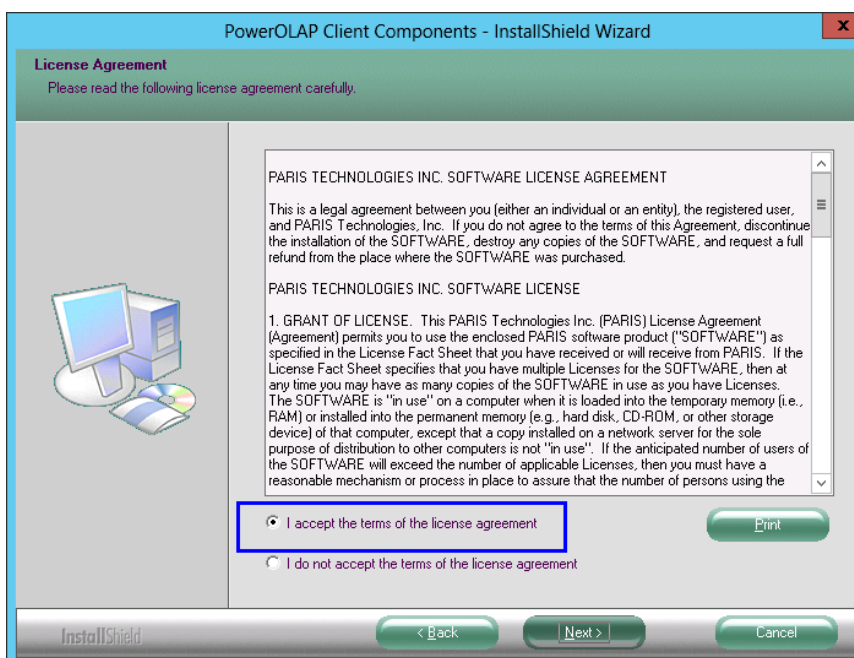 PowerOLAP Client Components - InstallShield Wizard
x
License Agreement
Please read the following license agreement carefully.
PARIS TECHNOLOGIES INC. SOFTWARE LICENSE AGREEMENT
This is a legal agreement between you (either an individual or an entity), the registered user,
and PARIS Technologies, Inc.  If you do not agree to the terms of this Agreement, discontinue
the installation of the SOFTWARE, destroy any copies of the SOFTWARE, and request a full
refund from the place where the SOFTWARE was purchased.
PARIS TECHNOLOGIES INC. SOFTWARE LICENSE
1. GRANT OF LICENSE.  This PARIS Technologies Inc. (PARIS) License Agreement
(Agreement) permits you to use the enclosed PARIS software product ("SOFTWARE") as
specified in the License Fact Sheet that you have received or will receive from PARIS.  If the
License Fact Sheet specifies that you have multiple Licenses for the SOFTWARE, then at
any time you may have as many copies of the SOFTWARE in use as you have Licenses.
The SOFTWARE is "in use" on a computer when it is loaded into the temporary memory (i.e.,
RAM) or installed into the permanent memory (e.g., hard disk, CD-ROM, or other storage
device) of that computer, except that a copy installed on a network server for the sole
purpose of distribution to other computers is not "in use".  If the anticipated number of users of
the SOFTWARE will exceed the number of applicable Licenses, then you must have a
reasonable mechanism or process in place to assure that the number of persons using the
I accept the terms of the license agreement
Print
I do not accept the terms of the license agreement
InstallShield
< Back
Next >
Cancel